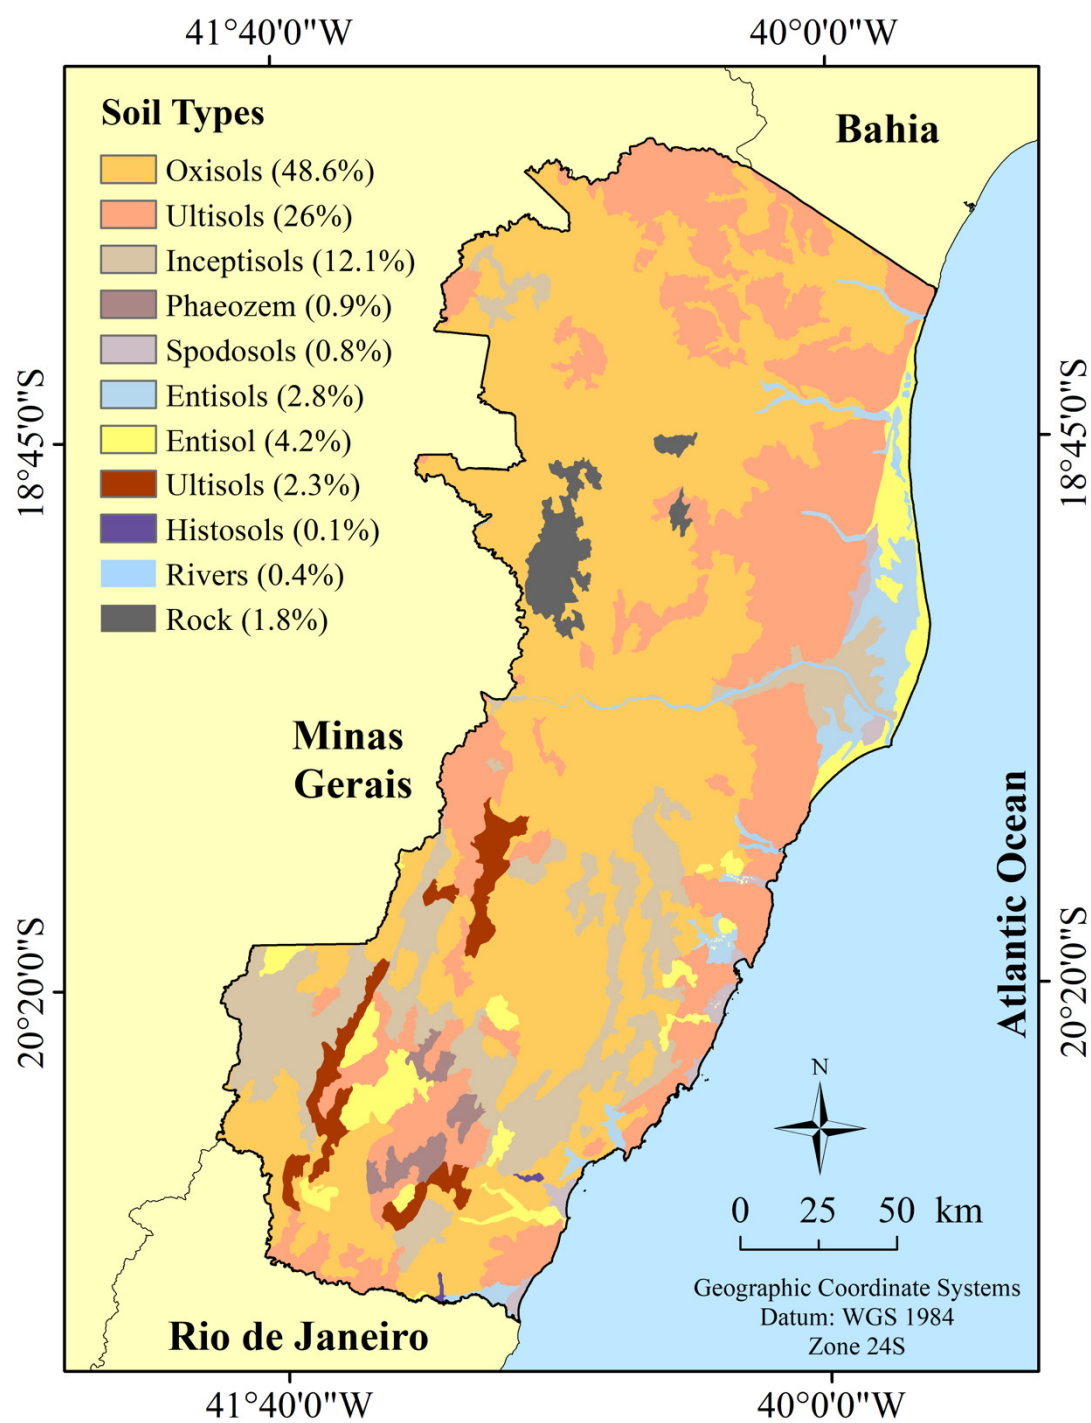 41°40'0"W 40°0'0"W
Soil Types
Bahia
Oxisols (48.6%)
Ultisols (26%)
Inceptisols (12.1%)
Phaeozem (0.9%)
Spodosols (0.8%)
Entisols (2.8%)
Entisol (4.2%)
Ultisols (2.3%)
Histosols (0.1%)
Rivers (0.4%)
Rock (1.8%)
18°45'0"S
18°45'0"S
Minas
Gerais
Atlantic Ocean
20°20'0"S
20°20'0"S
N
0 25 50 km
Geographic Coordinate Systems
Datum: WGS 1984
Zone 24S
Rio de Janeiro
41°40'0"W 40°0'0"W